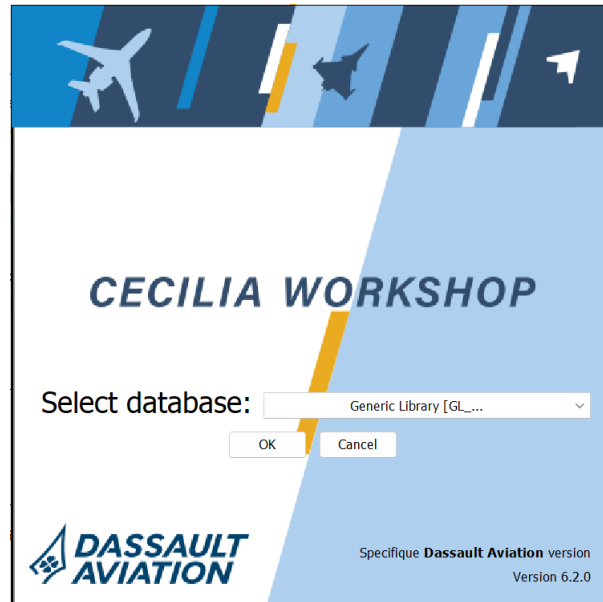 CECILIA WORKSHOP
Select database: Generic Library [GL_...
OK Cancel
DASSAULT
AVIATION
Specifique Dassault Aviation version
Version 6.2.0